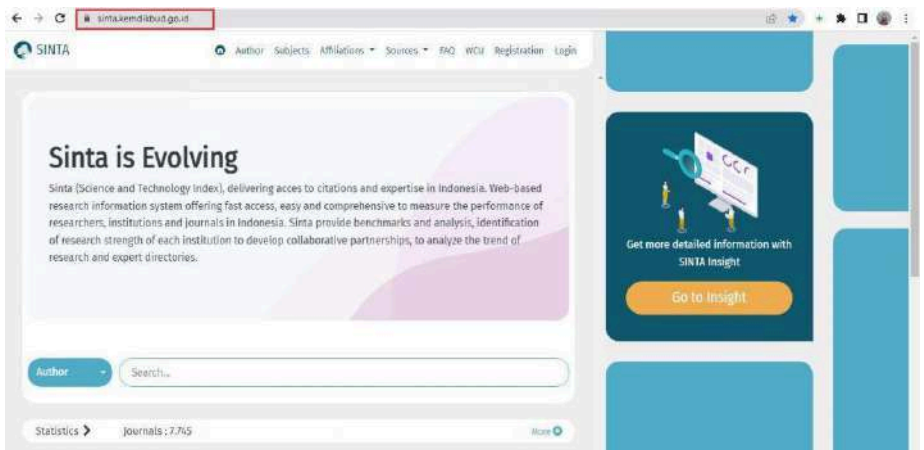 sinta.kemdikbud.go.id
SINTA
Author Subjects Affiliations Sources FAQ WCU Registration Login
Sinta is Evolving
Sinta (Science and Technology Index), delivering acces to citations and expertise in Indonesia. Web-based
research information system offering fast access, easy and comprehensive to measure the performance of
researchers, institutions and journals in Indonesia. Sinta provide benchmarks and analysis, identification
of research strength of each institution to develop collaborative partnerships, to analyze the trend of
research and expert directories.
Get more detailed information with
SINTA Insight
Go to Insight
Author
Search...
Statistics
Journals : 7.745
More